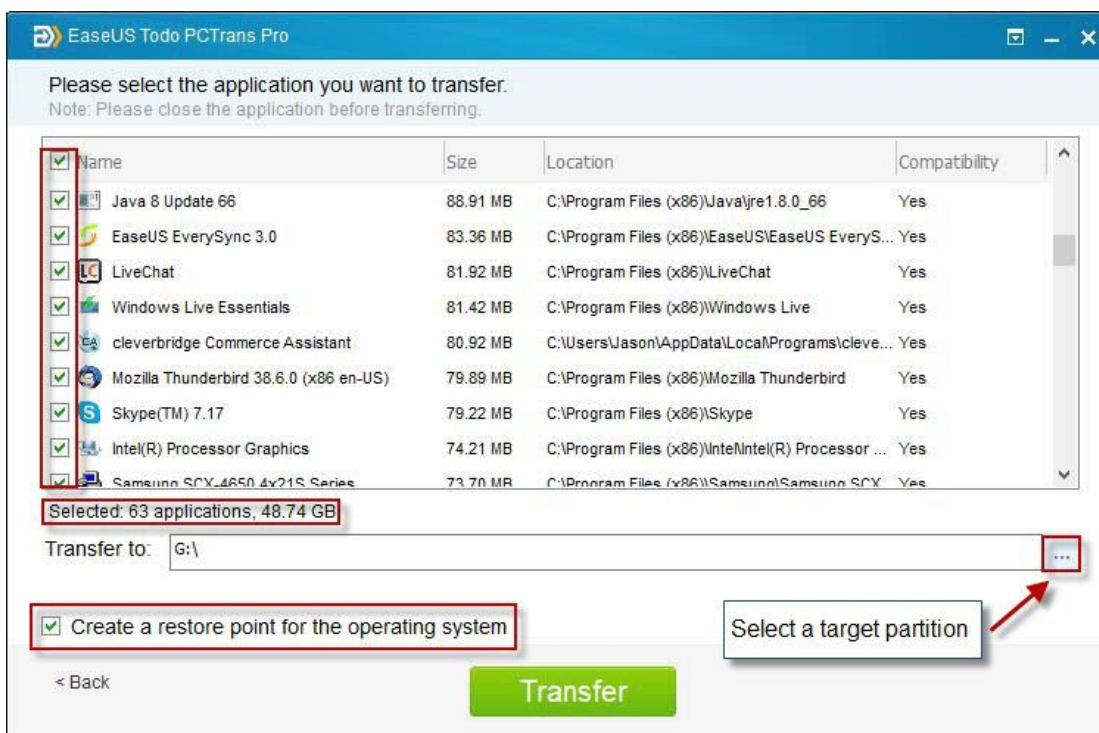 EaseUS Todo PCTrans Pro
Please select the application you want to transfer.
Note: Please close the application before transferring.
Name Size Location Compatibility
Java 8 Update 66 88.91 MB C:\Program Files (x86)\Java\jre1.8.0_66 Yes
EaseUS EverySync 3.0 83.36 MB C:\Program Files (x86)\EaseUS\EaseUS EveryS... Yes
LC LiveChat 81.92 MB C:\Program Files (x86)\LiveChat Yes
Windows Live Essentials 81.42 MB C:\Program Files (x86)\Windows Live Yes
CA cleverbridge Commerce Assistant 80.92 MB C:\Users\Jason\AppData\Local\Programs\cleve... Yes
Mozilla Thunderbird 38.6.0 (x86 en-US) 79.89 MB C:\Program Files (x86)\Mozilla Thunderbird Yes
S Skype(TM) 7.17 79.22 MB C:\Program Files (x86)\Skype Yes
Intel(R) Processor Graphics 74.21 MB C:\Program Files (x86)\Intel\Intel(R) Processor ... Yes
Samsung SCX-4650 4x21S Series 73.70 MB C:\Program Files (x86)\Samsung\Samsung SCX Yes
Selected: 63 applications, 48.74 GB
Transfer to: G:\ ...
Create a restore point for the operating system
Select a target partition
< Back Transfer